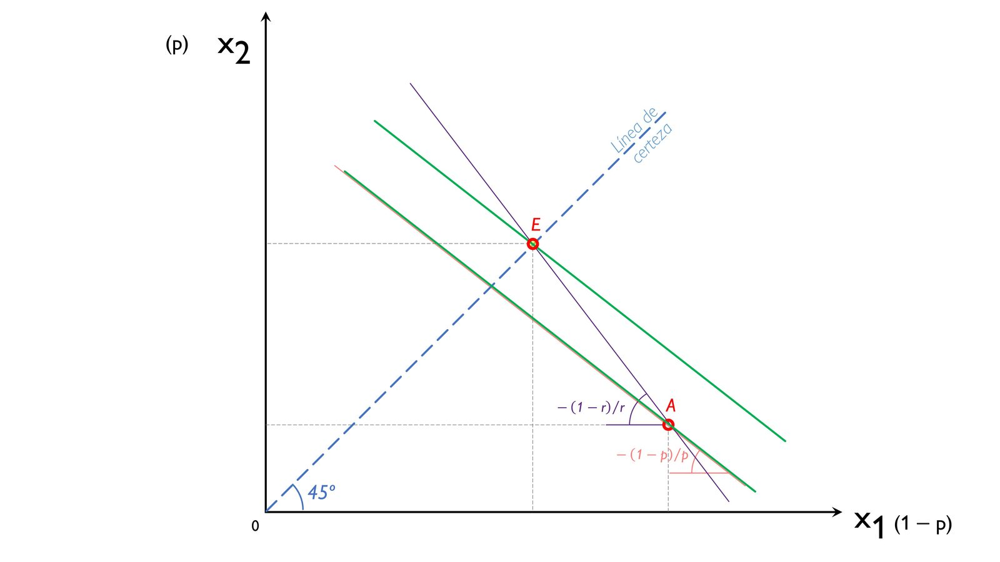 (p) x2
Línea de
certeza
E
A
– (1 – r)/r
– (1 – p)/p
45º
0
x1 (1 – p)